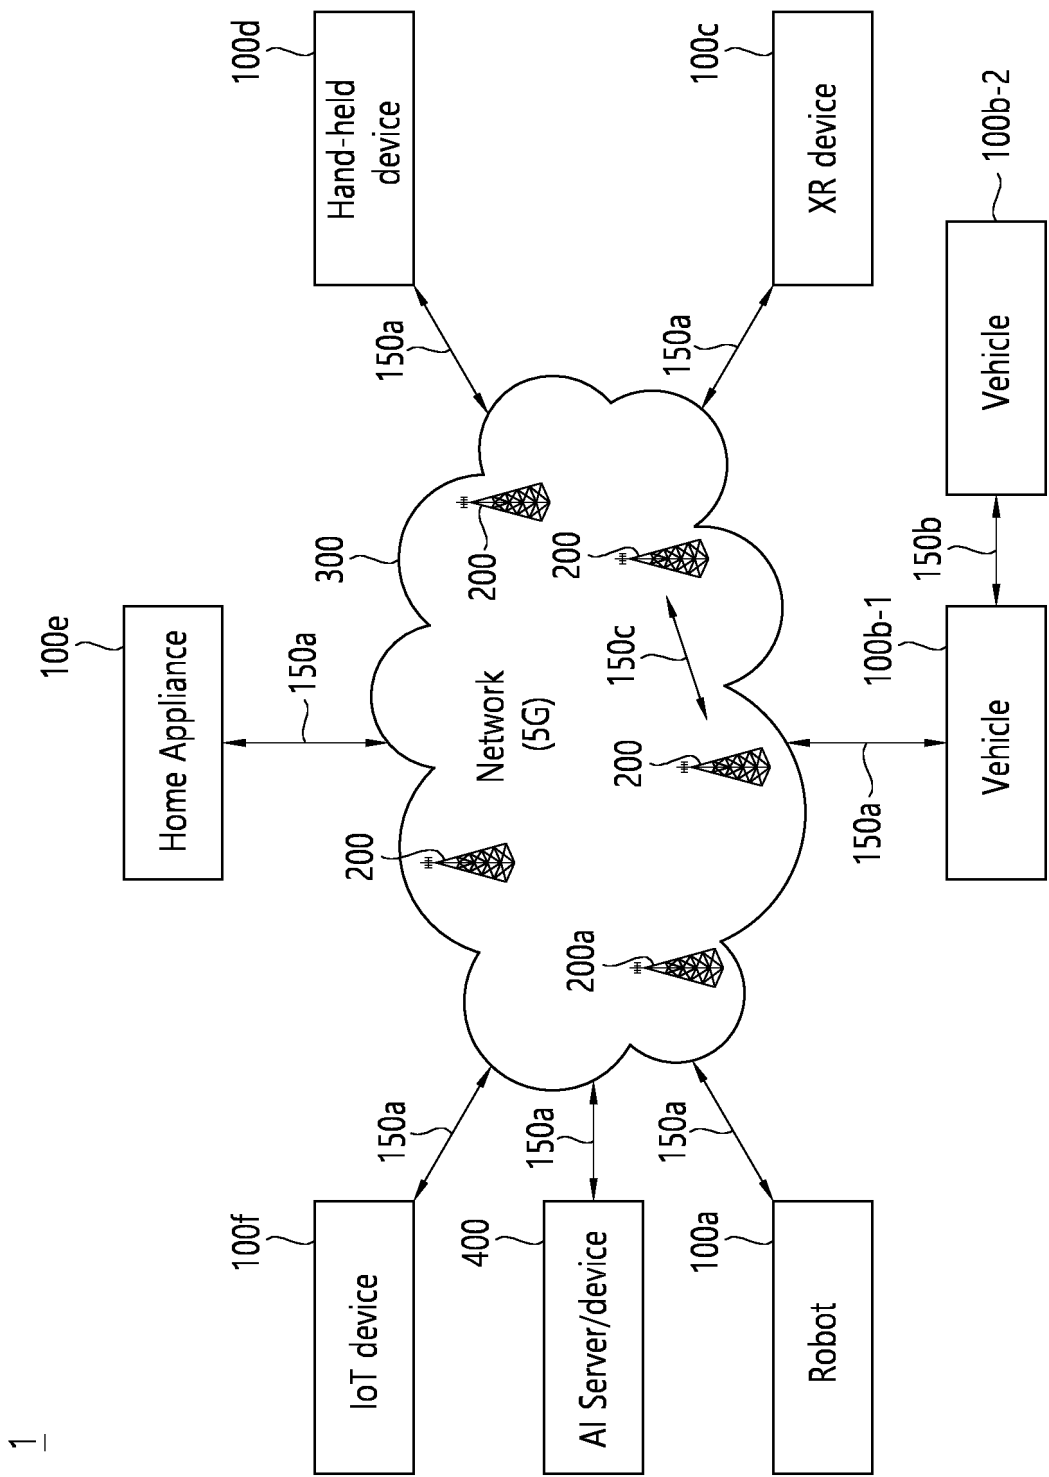 1
100e
Home Appliance
150a
100f
IoT device
150a
300
100d
Hand-held
device
150a
200
200
Network
(5G)
400
AI Server/device
150a
200a
200
150c
200
100a
Robot
150a
150a
100c
XR device
150a
100b-1
Vehicle
150b
100b-2
Vehicle